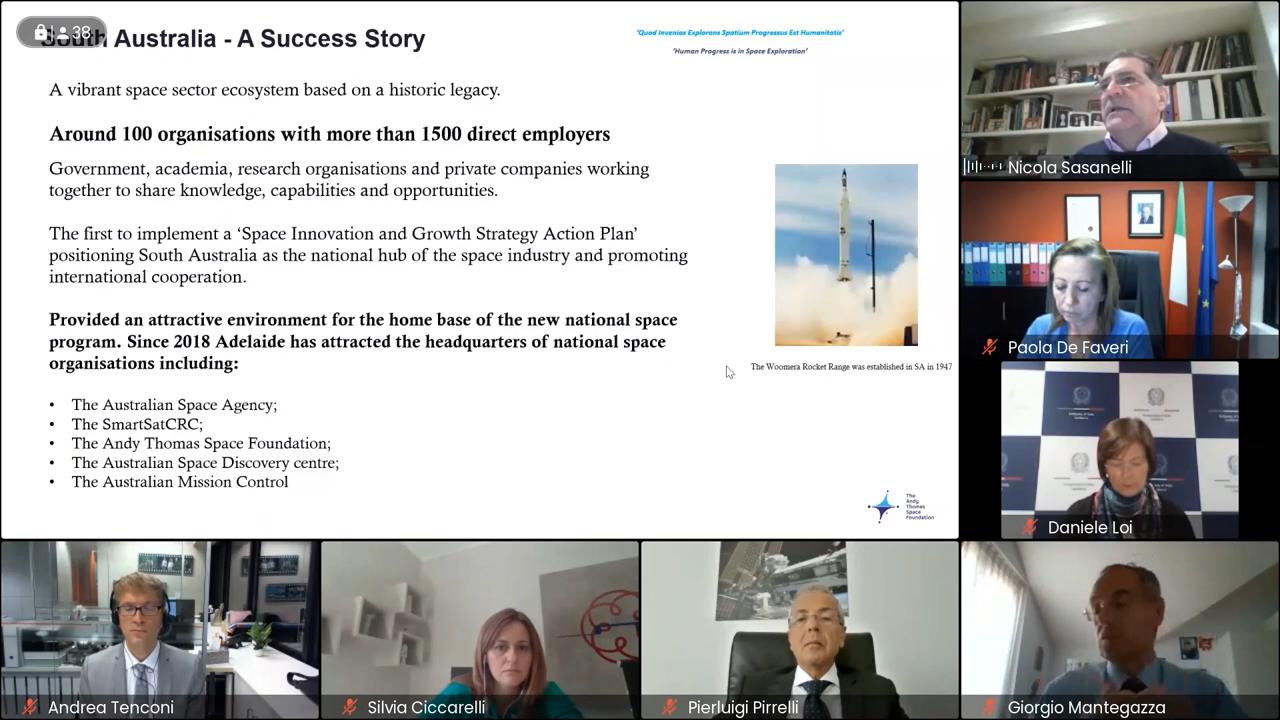 38
South Australia - A Success Story
'Quod Invenias Explorans Spatium Progressus Est Humanitatis'
'Human Progress is in Space Exploration'
A vibrant space sector ecosystem based on a historic legacy.
Around 100 organisations with more than 1500 direct employers
Government, academia, research organisations and private companies working
together to share knowledge, capabilities and opportunities.
The first to implement a 'Space Innovation and Growth Strategy Action Plan'
positioning South Australia as the national hub of the space industry and promoting
international cooperation.
Provided an attractive environment for the home base of the new national space
program. Since 2018 Adelaide has attracted the headquarters of national space
organisations including:
• The Australian Space Agency;
• The SmartSatCRC;
• The Andy Thomas Space Foundation;
• The Australian Space Discovery centre;
• The Australian Mission Control
The Woomera Rocket Range was established in SA in 1947
The
Andy
Thomas
Space
Foundation
Nicola Sasanelli
Paola De Faveri
Daniele Loi
Andrea Tenconi
Silvia Ciccarelli
Pierluigi Pirrelli
Giorgio Mantegazza